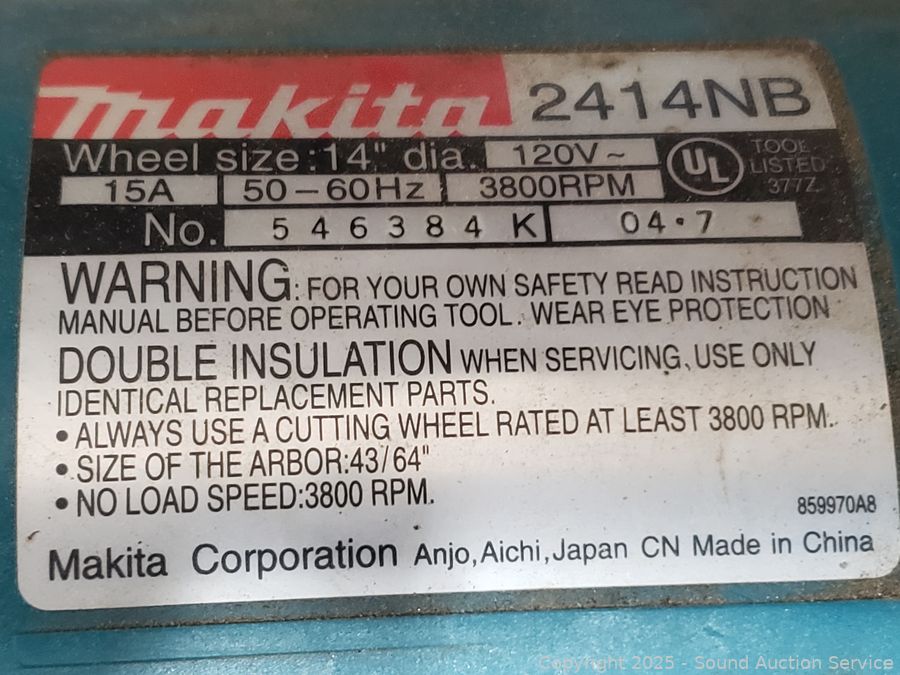 makita 2414NB
Wheel size:14" dia. 120V~
15A 50-60Hz 3800RPM
UL TOOL
LISTED
377Z
No. 546384 K 04•7
WARNING: FOR YOUR OWN SAFETY READ INSTRUCTION
MANUAL BEFORE OPERATING TOOL. WEAR EYE PROTECTION
DOUBLE INSULATION WHEN SERVICING, USE ONLY
IDENTICAL REPLACEMENT PARTS.
• ALWAYS USE A CUTTING WHEEL RATED AT LEAST 3800 RPM.
• SIZE OF THE ARBOR:43/64"
• NO LOAD SPEED:3800 RPM.
859970A8
Makita Corporation Anjo,Aichi,Japan CN Made in China
Copyright 2025 - Sound Auction Service